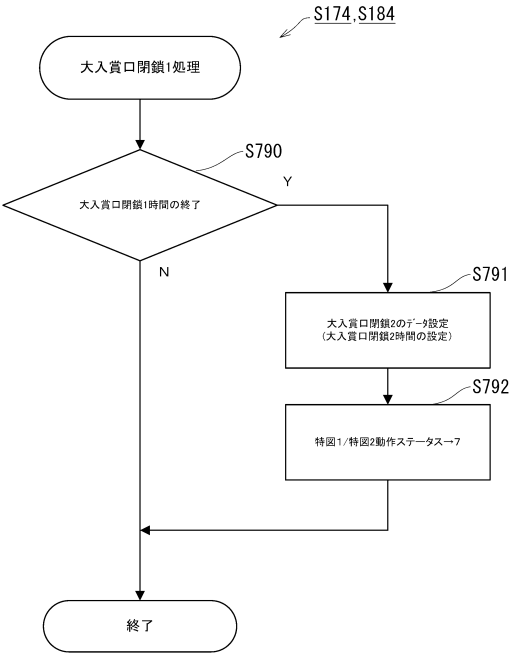 S174,S184
大入賞口閉鎖1処理
S790
大入賞口閉鎖1時間の終了
Y
N
S791
大入賞口閉鎖2のﾃﾞｰﾀ設定
(大入賞口閉鎖2時間の設定)
S792
特図1/特図2動作ステータス→7
終了